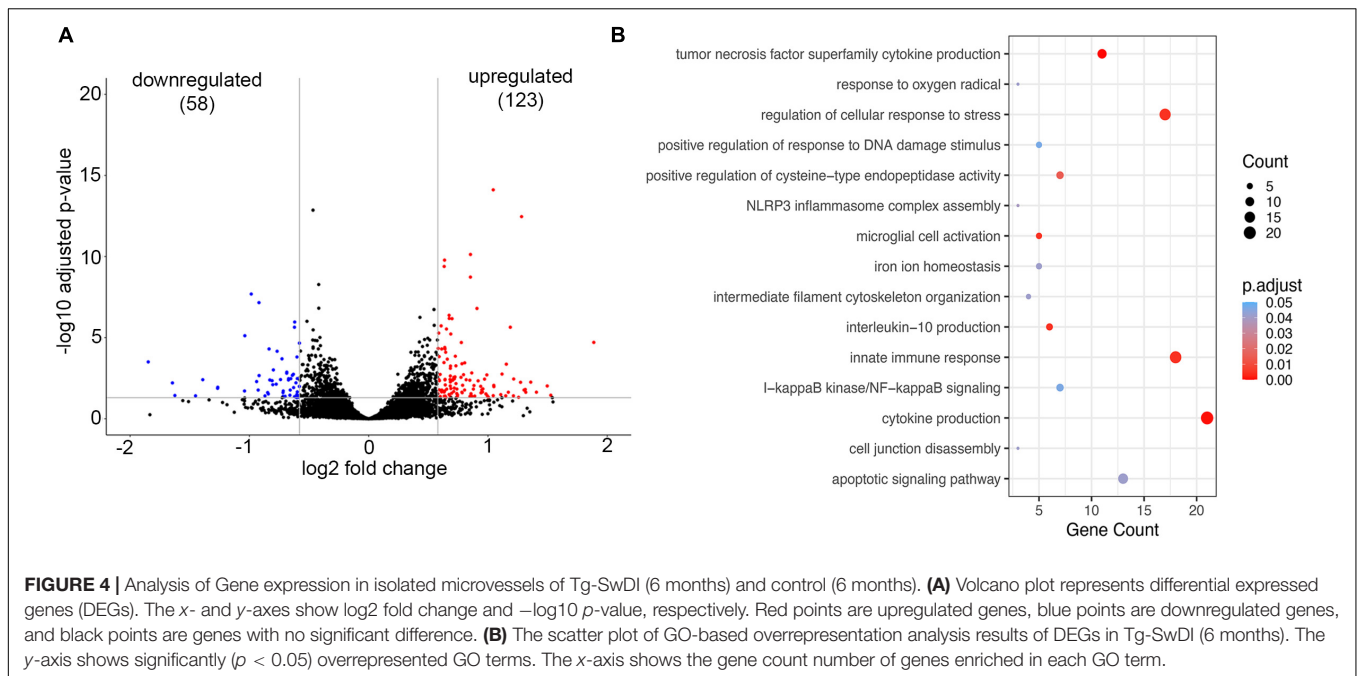 A
downregulated
(58)
upregulated
(123)
20
15
10
5
0
-log10 adjusted p-value
-2
-1
0
1
2
log2 fold change
B
tumor necrosis factor superfamily cytokine production
response to oxygen radical
regulation of cellular response to stress
positive regulation of response to DNA damage stimulus
positive regulation of cysteine−type endopeptidase activity
NLRP3 inflammasome complex assembly
microglial cell activation
iron ion homeostasis
intermediate filament cytoskeleton organization
interleukin-10 production
innate immune response
I−kappaB kinase/NF−kappaB signaling
cytokine production
cell junction disassembly
apoptotic signaling pathway
5
10
15
20
Gene Count
Count
5
10
15
20
p.adjust
0.05
0.04
0.03
0.02
0.01
0.00
FIGURE 4 | Analysis of Gene expression in isolated microvessels of Tg-SwDI (6 months) and control (6 months). (A) Volcano plot represents differential expressed
genes (DEGs). The x- and y-axes show log2 fold change and −log10 p-value, respectively. Red points are upregulated genes, blue points are downregulated genes,
and black points are genes with no significant difference. (B) The scatter plot of GO-based overrepresentation analysis results of DEGs in Tg-SwDI (6 months). The
y-axis shows significantly (p < 0.05) overrepresented GO terms. The x-axis shows the gene count number of genes enriched in each GO term.